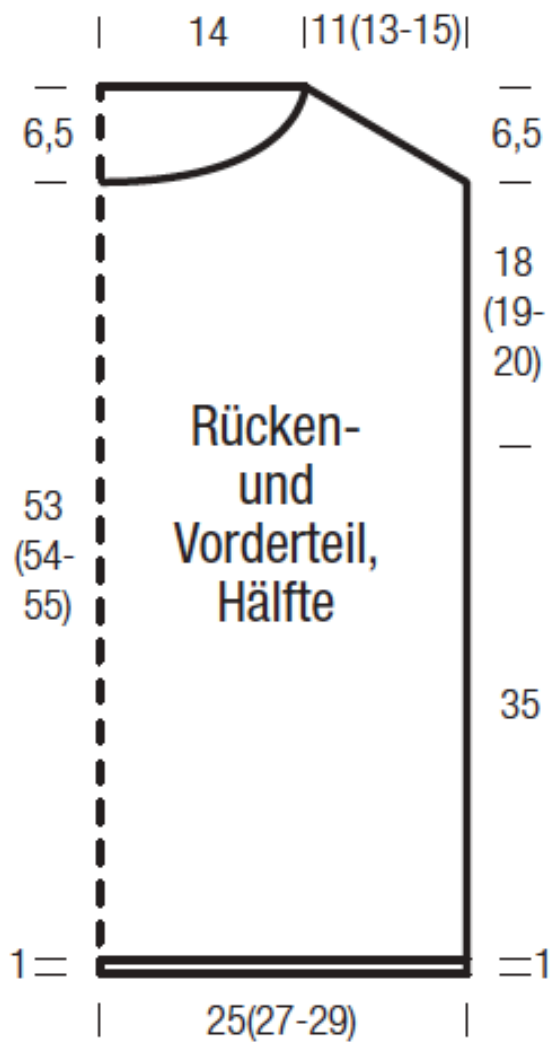 14 11(13-15)
6,5 6,5
18
(19-
20)
Rücken-
und
Vorderteil,
Hälfte
53
(54-
55)
35
1 1
25(27-29)